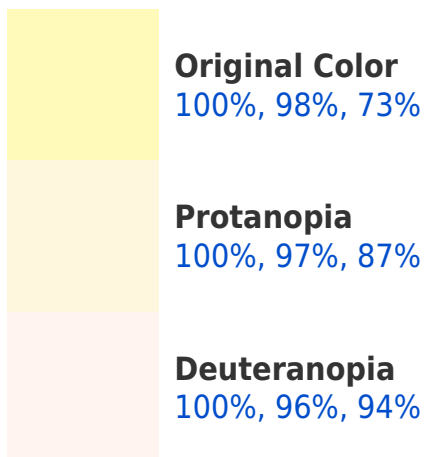 Original Color
100%, 98%, 73%
Protanopia
100%, 97%, 87%
Deuteranopia
100%, 96%, 94%